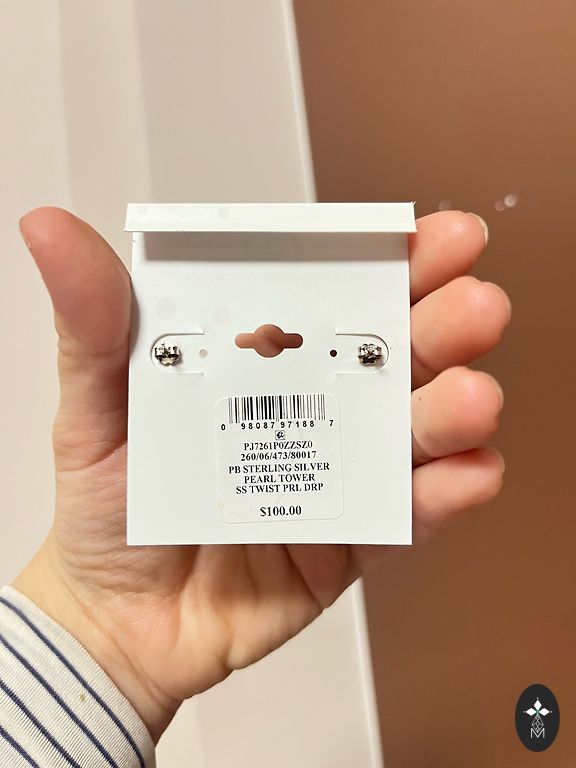 0 98087 97188 7
PJ7261P0ZZSZ0
260/06/473/80017
PB STERLING SILVER
PEARL TOWER
SS TWIST PRL DRP
$100.00
M